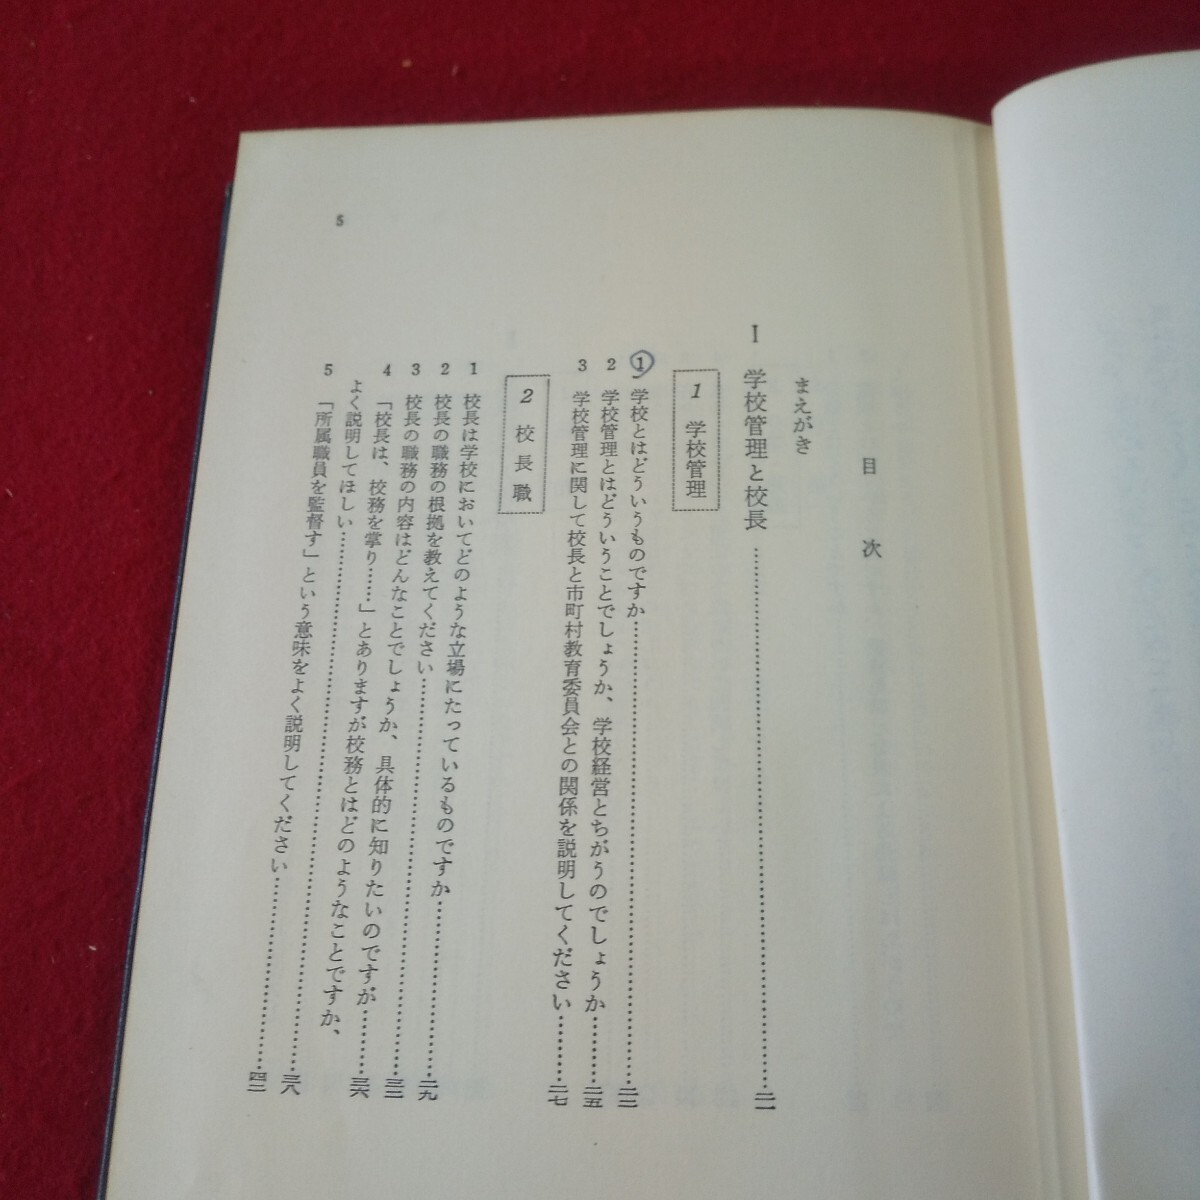 目次
まえがき
I 学校管理と校長……二一
1 学校管理
1 学校とはどういうものですか……二三
2 学校管理とはどういうことでしょうか、学校経営とちがうのでしょうか……二五
3 学校管理に関して校長と市町村教育委員会との関係を説明してください……二七
2 校長職
1 校長は学校においてどのような立場にたっているものですか……二九
2 校長の職務の根拠を教えてください……三三
3 校長の職務の内容はどんなことでしょうか、具体的に知りたいのですが……三六
4 「校長は、校務を掌り……」とありますが校務とはどのようなことですか、
よく説明してほしい……三八
5 「所属職員を監督す」という意味をよく説明してください……四二
5